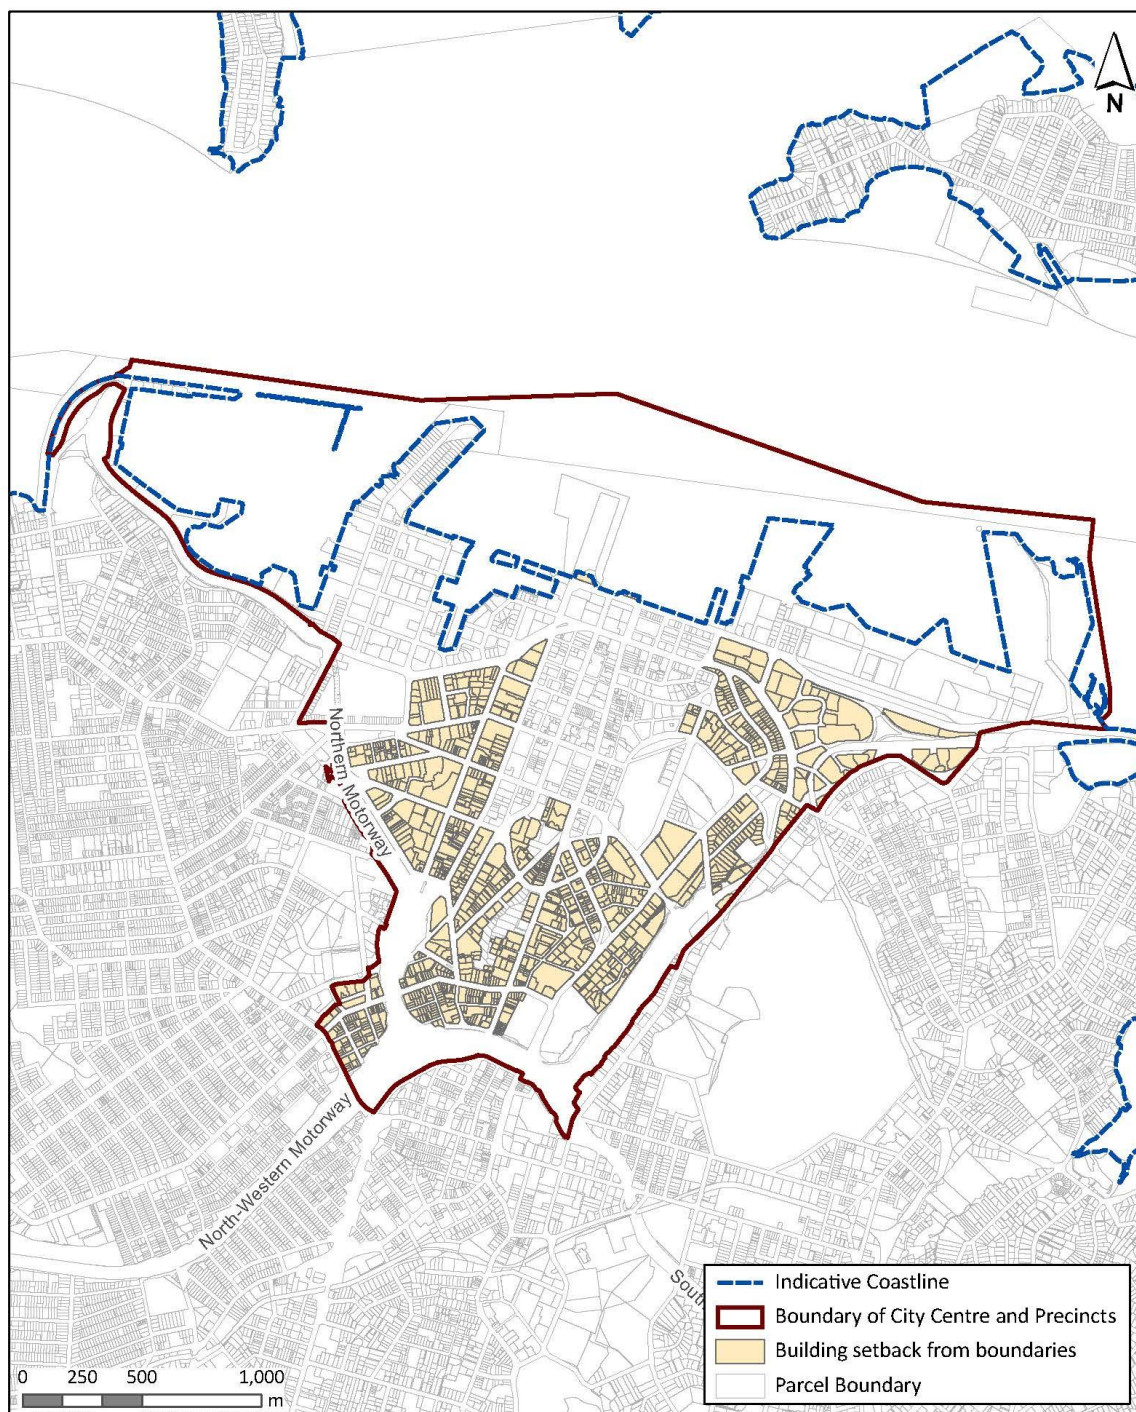 N
Northern Motorway
North-Western Motorway
South
Indicative Coastline
Boundary of City Centre and Precincts
Building setback from boundaries
Parcel Boundary
0 250 500 1,000
m